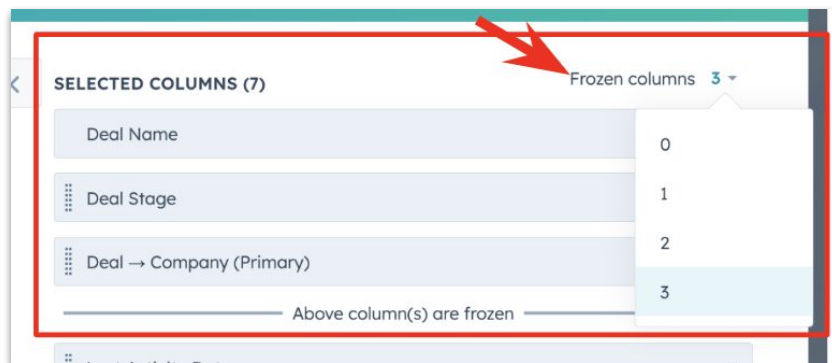 SELECTED COLUMNS (7)
Frozen columns 3
Deal Name
0
Deal Stage
1
2
Deal → Company (Primary)
3
Above column(s) are frozen